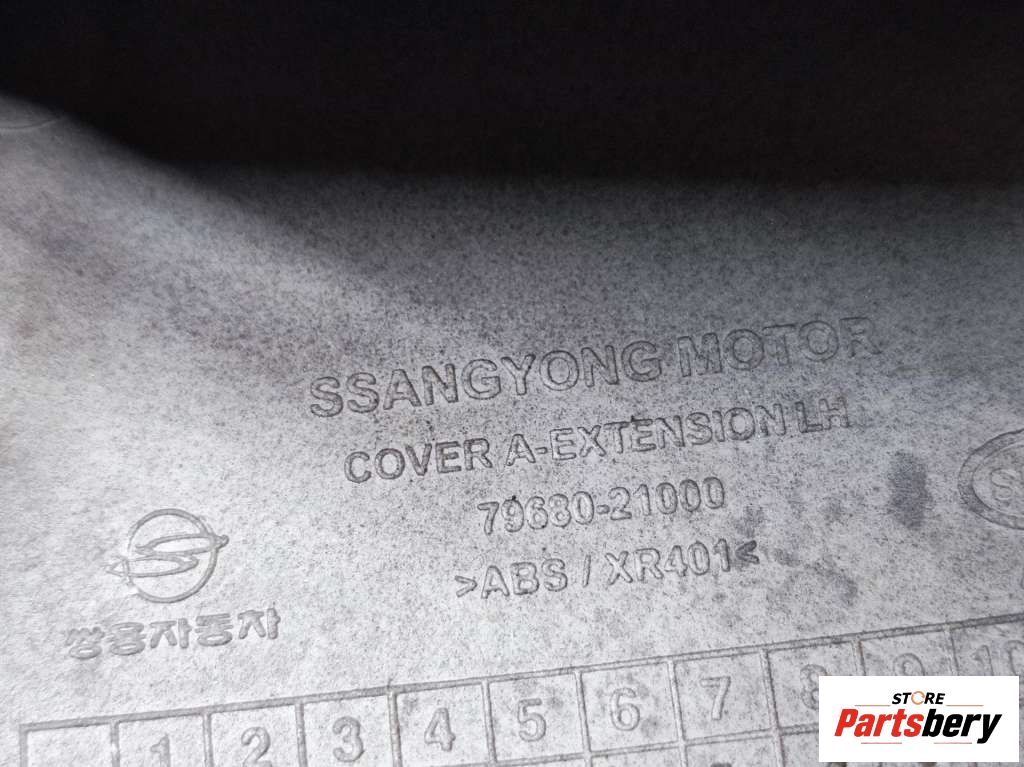 SSANGYONG MOTOR
COVER A-EXTENSION LH
79680-21000
>ABS / XR401<
쌍용자동차
1 2 3 4 5 6 7 8 9 10
STORE
Partsbery